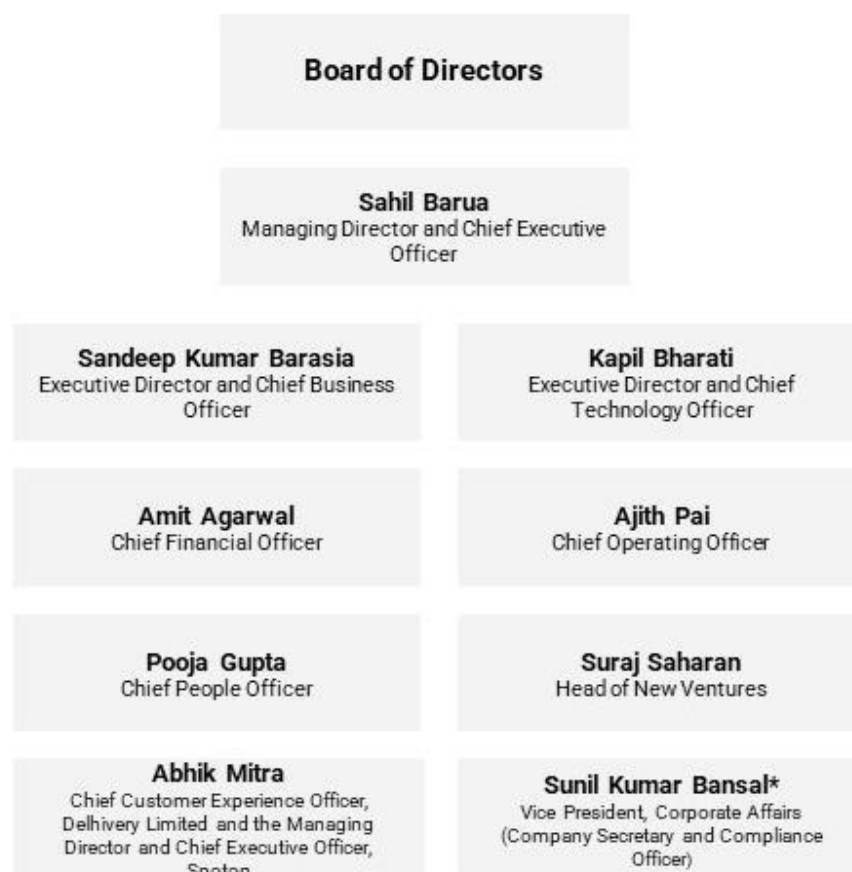 Board of Directors
Sahil Barua
Managing Director and Chief Executive
Officer
Sandeep Kumar Barasia
Executive Director and Chief Business
Officer
Kapil Bharati
Executive Director and Chief
Technology Officer
Amit Agarwal
Chief Financial Officer
Ajith Pai
Chief Operating Officer
Pooja Gupta
Chief People Officer
Suraj Saharan
Head of New Ventures
Abhik Mitra
Chief Customer Experience Officer,
Delhivery Limited and the Managing
Director and Chief Executive Officer,
Spoton
Sunil Kumar Bansal*
Vice President, Corporate Affairs
(Company Secretary and Compliance
Officer)